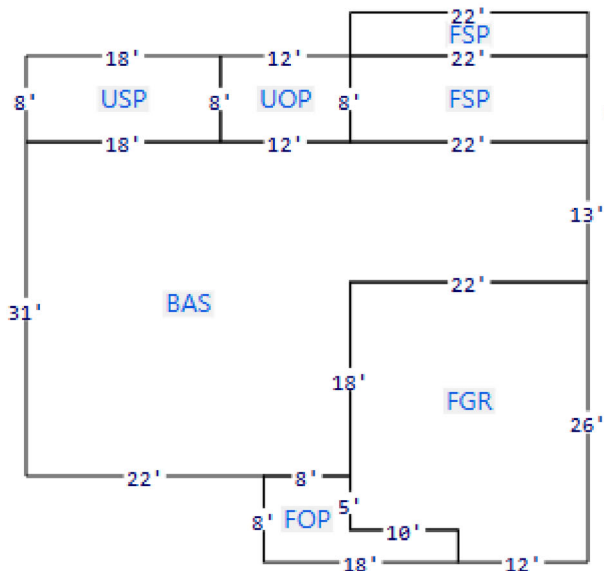 22'
FSP
18' 12' 22'
8' USP 8' UOP 8' FSP
18' 12' 22'
13'
22'
31' BAS
18' FGR
26'
22' 8'
8' FOP 5'
10'
18' 12'